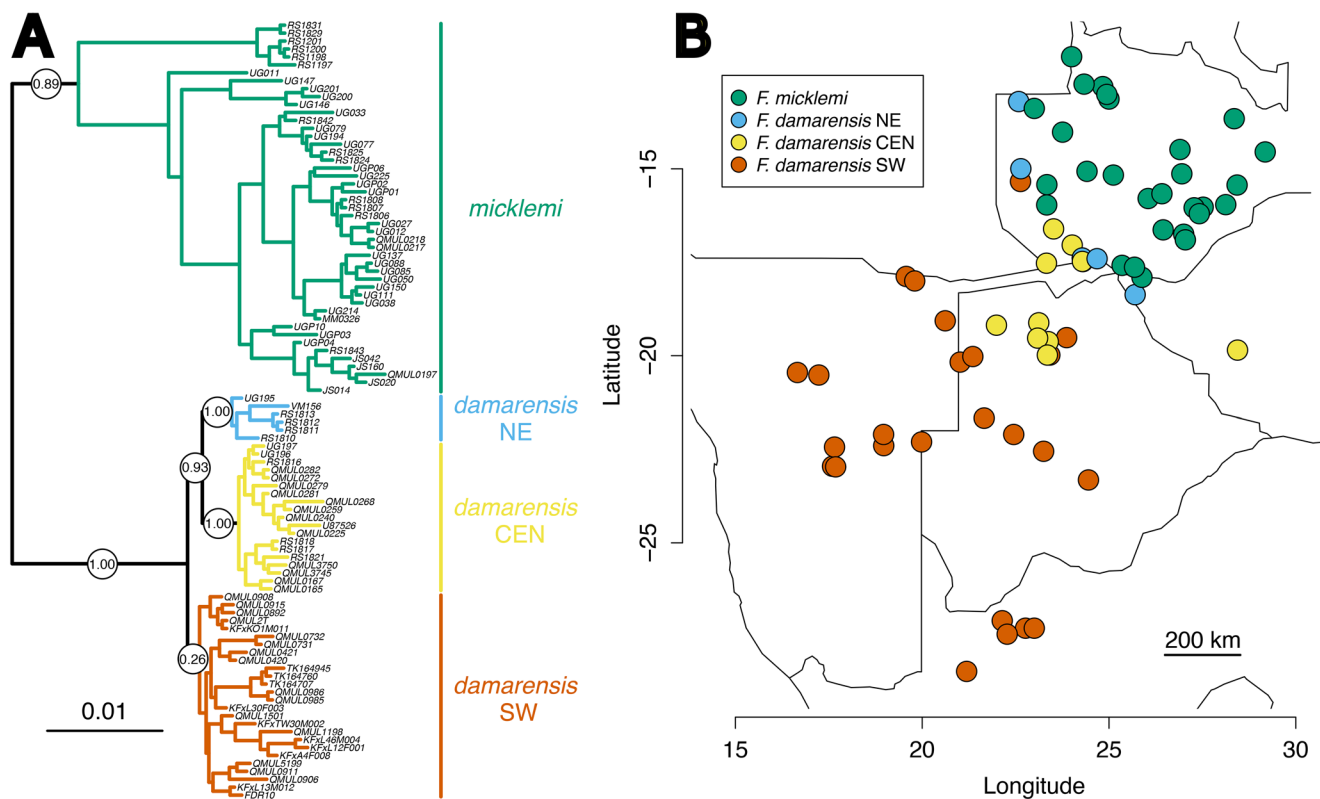 A
RS1831
RS1829
RS1201
RS1200
RS1198
RS1197
UG011
UG147
UG201
UG200
UG146
UG033
RS1842
UG079
UG194
UG077
RS1825
RS1824
UGP06
UG225
UGP02
UGP01
RS1808
RS1807
RS1806
UG027
UG012
QMUL0218
QMUL0217
UG137
UG088
UG085
UG050
UG150
UG111
UG038
UG214
MM0326
UGP10
UGP03
UGP04
RS1843
JS042
JS160
QMUL0197
JS020
JS014
UG195
VM156
RS1813
RS1812
RS1811
RS1810
UG197
UG196
RS1816
QMUL0282
QMUL0272
QMUL0279
QMUL0281
QMUL0268
QMUL0259
QMUL0240
U87526
QMUL0225
RS1818
RS1817
RS1821
QMUL3750
QMUL3745
QMUL0167
QMUL0165
QMUL0908
QMUL0915
QMUL0892
QMUL2T
KFxKO1M011
QMUL0732
QMUL0731
QMUL0421
QMUL0420
TK164945
TK164760
TK164707
QMUL0986
QMUL0985
KFxL30F003
QMUL1501
KFxTW30M002
QMUL1198
KFxL46M004
KFxL12F001
KFxA4F008
QMUL5199
QMUL0911
QMUL0906
KFxL13M012
FDR10
0.89
1.00
0.93
1.00
1.00
0.26
0.01
micklemi
damarensis
NE
damarensis
CEN
damarensis
SW
B
F. micklemi
F. damarensis NE
F. damarensis CEN
F. damarensis SW
Latitude
−15
−20
−25
200 km
15
20
25
30
Longitude